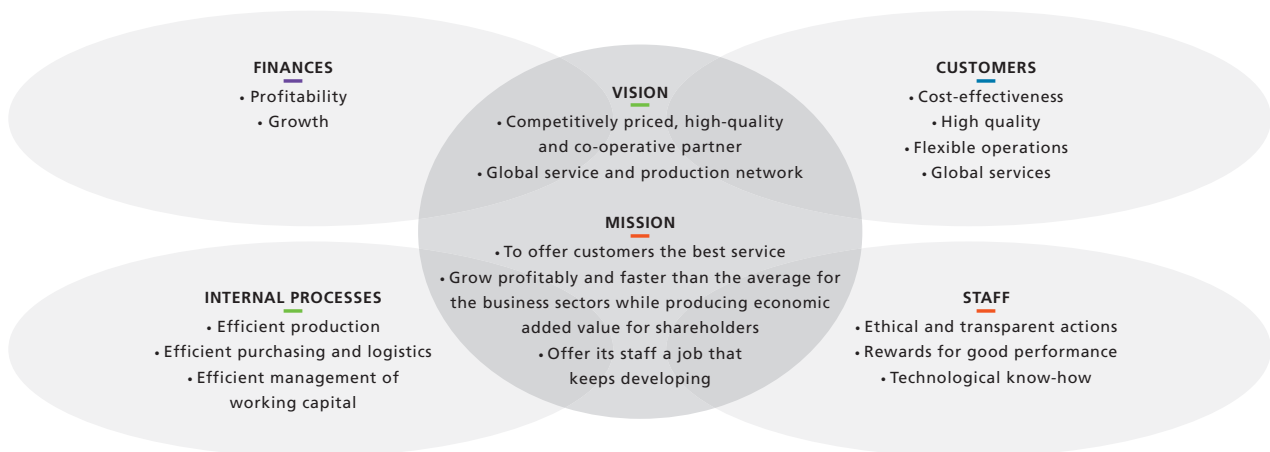 FINANCES
• Profitability
• Growth
VISION
• Competitively priced, high-quality
and co-operative partner
• Global service and production network
CUSTOMERS
• Cost-effectiveness
• High quality
• Flexible operations
• Global services
MISSION
• To offer customers the best service
• Grow profitably and faster than the average for
the business sectors while producing economic
added value for shareholders
• Offer its staff a job that
keeps developing
INTERNAL PROCESSES
• Efficient production
• Efficient purchasing and logistics
• Efficient management of
working capital
STAFF
• Ethical and transparent actions
• Rewards for good performance
• Technological know-how